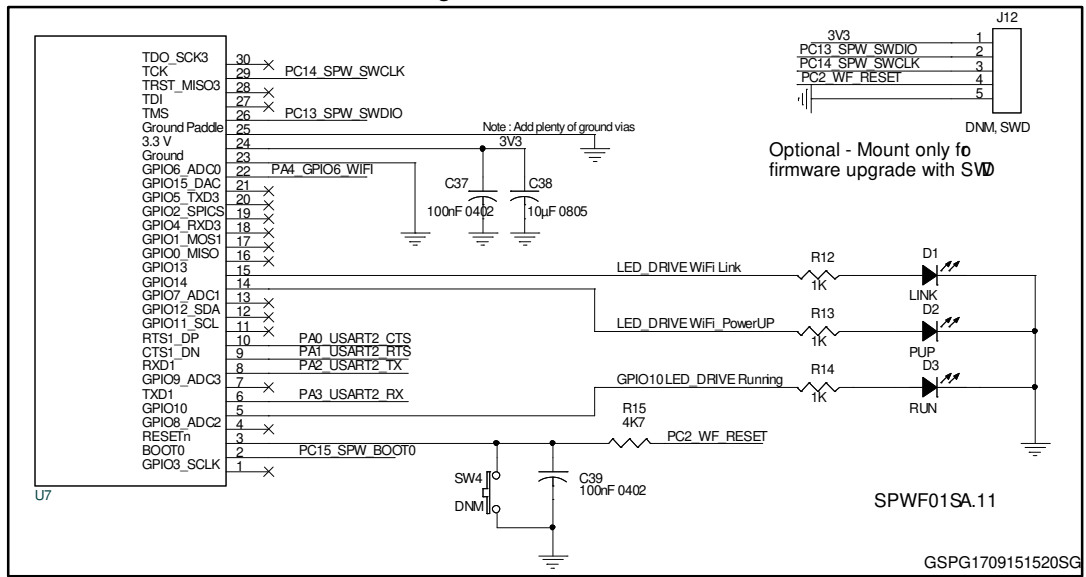 J12
3V3 1
PC13_SPW_SWDIO 2
PC14_SPW_SWCLK 3
PC2_WF_RESET 4
5
DNM, SWD
Optional - Mount only fo
firmware upgrade with SWD
TDO_SCK3 30
TCK 29 PC14_SPW_SWCLK
TRST_MISO3 28
TDI 27
TMS 26 PC13_SPW_SWDIO
Ground Paddle 25 Note : Add plenty of ground vias
3.3 V 24 3V3
Ground 23
GPIO6_ADC0 22 PA4_GPIO6_WIFI
GPIO15_DAC 21
GPIO5_TXD3 20
GPIO2_SPICS 19
GPIO4_RXD3 18
GPIO1_MOS1 17
GPIO0_MISO 16
GPIO13 15
GPIO14 14
GPIO7_ADC1 13
GPIO12_SDA 12
GPIO11_SCL 11
RTS1_DP 10 PA0_USART2_CTS
CTS1_DN 9 PA1_USART2_RTS
RXD1 8 PA2_USART2_TX
GPIO9_ADC3 7
TXD1 6 PA3_USART2_RX
GPIO10 5
GPIO8_ADC2 4
RESETn 3
BOOT0 2 PC15_SPW_BOOT0
GPIO3_SCLK 1
U7
C37
100nF 0402
C38
10µF 0805
LED_DRIVE WiFi Link
R12
1K
D1
LINK
LED_DRIVE WiFi_PowerUP
R13
1K
D2
PUP
GPIO10 LED_DRIVE Running
R14
1K
D3
RUN
R15
4K7
PC2_WF_RESET
SW4
DNM
C39
100nF 0402
SPWF01SA.11
GSPG1709151520SG